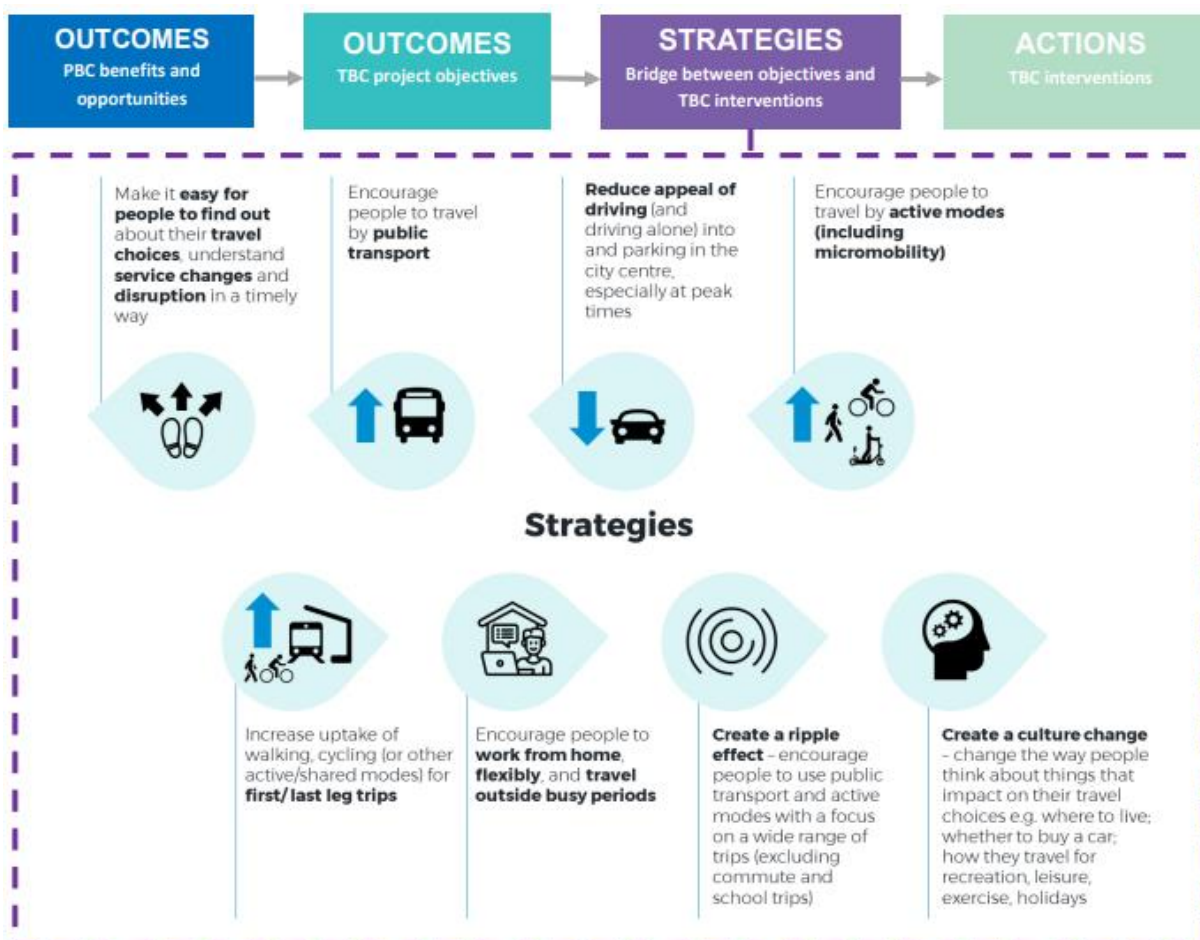 OUTCOMES
PBC benefits and
opportunities
OUTCOMES
TBC project objectives
STRATEGIES
Bridge between objectives and
TBC interventions
ACTIONS
TBC interventions
Make it easy for
people to find out
about their travel
choices, understand
service changes and
disruption in a timely
way
Encourage
people to travel
by public
transport
Reduce appeal of
driving (and
driving alone) into
and parking in the
city centre,
especially at peak
times
Encourage people to
travel by active modes
(including
micromobility)
Strategies
Increase uptake of
walking, cycling (or other
active/shared modes) for
first/ last leg trips
Encourage people to
work from home,
flexibly, and travel
outside busy periods
Create a ripple
effect – encourage
people to use public
transport and active
modes with a focus
on a wide range of
trips (excluding
commute and
school trips)
Create a culture change
– change the way people
think about things that
impact on their travel
choices e.g. where to live;
whether to buy a car;
how they travel for
recreation, leisure,
exercise, holidays